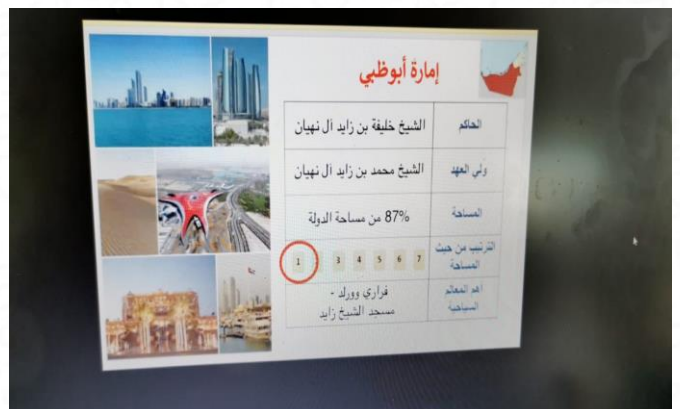 إمارة أبوظبي
الحاكم الشيخ خليفة بن زايد آل نهيان
ولي العهد الشيخ محمد بن زايد آل نهيان
المساحة 87% من مساحة الدولة
الترتيب من حيث
المساحة
1 3 4 5 6 7
أهم المعالم
السياحية
فراري وورلد -
مسجد الشيخ زايد